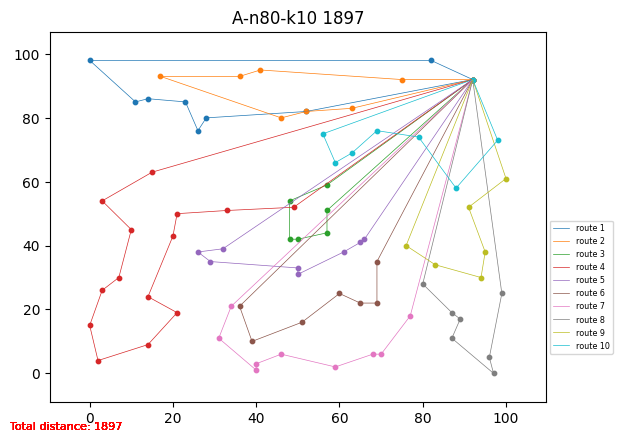 A-n80-k10 1897
100
80
60
40
20
0
0
20
40
60
80
100
route 1
route 2
route 3
route 4
route 5
route 6
route 7
route 8
route 9
route 10
Total distance: 1897